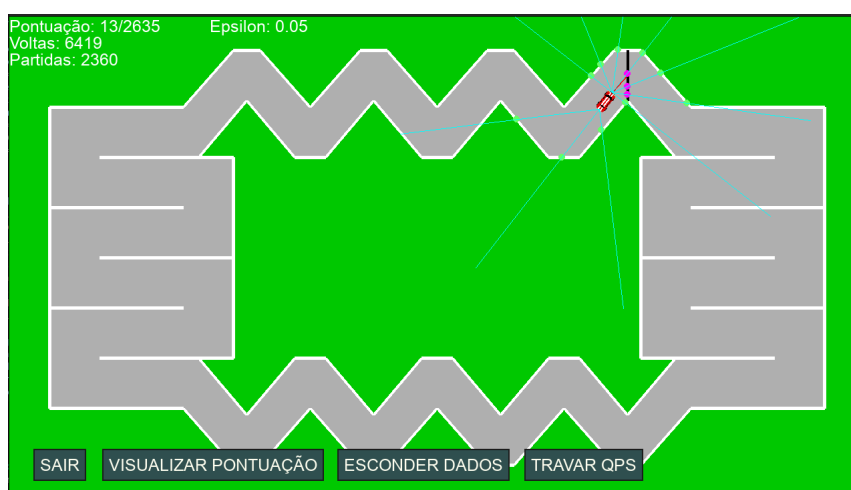 Pontuação: 13/2635 Epsilon: 0.05
Voltas: 6419
Partidas: 2360
SAIR VISUALIZAR PONTUAÇÃO ESCONDER DADOS TRAVAR QPS